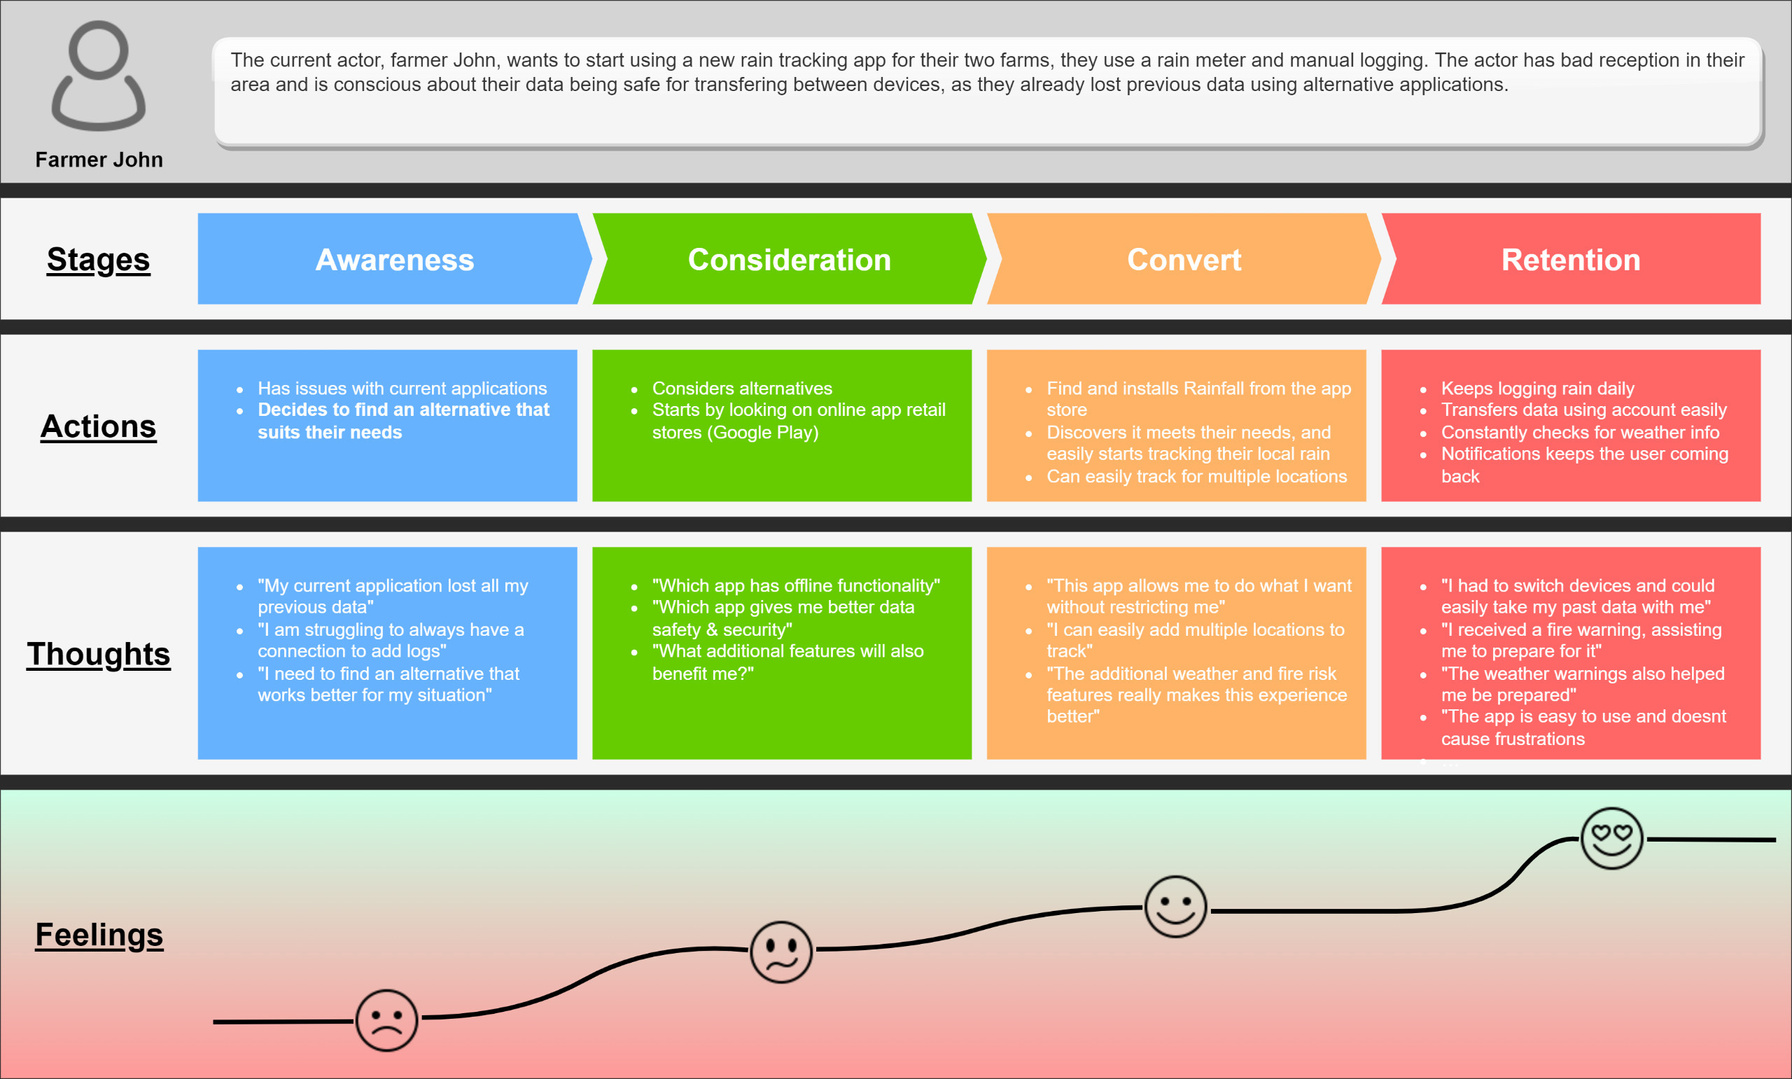 The current actor, farmer John, wants to start using a new rain tracking app for their two farms, they use a rain meter and manual logging. The actor has bad reception in their
area and is conscious about their data being safe for transfering between devices, as they already lost previous data using alternative applications.
Farmer John
Stages
Awareness
Consideration
Convert
Retention
Actions
• Has issues with current applications
• Decides to find an alternative that
suits their needs
• Considers alternatives
• Starts by looking on online app retail
stores (Google Play)
• Find and installs Rainfall from the app
store
• Discovers it meets their needs, and
easily starts tracking their local rain
• Can easily track for multiple locations
• Keeps logging rain daily
• Transfers data using account easily
• Constantly checks for weather info
• Notifications keeps the user coming
back
Thoughts
• "My current application lost all my
previous data"
• "I am struggling to always have a
connection to add logs"
• "I need to find an alternative that
works better for my situation"
• "Which app has offline functionality"
• "Which app gives me better data
safety & security"
• "What additional features will also
benefit me?"
• "This app allows me to do what I want
without restricting me"
• "I can easily add multiple locations to
track"
• "The additional weather and fire risk
features really makes this experience
better"
• "I had to switch devices and could
easily take my past data with me"
• "I received a fire warning, assisting
me to prepare for it"
• "The weather warnings also helped
me be prepared"
• "The app is easy to use and doesnt
cause frustrations
• ...
Feelings